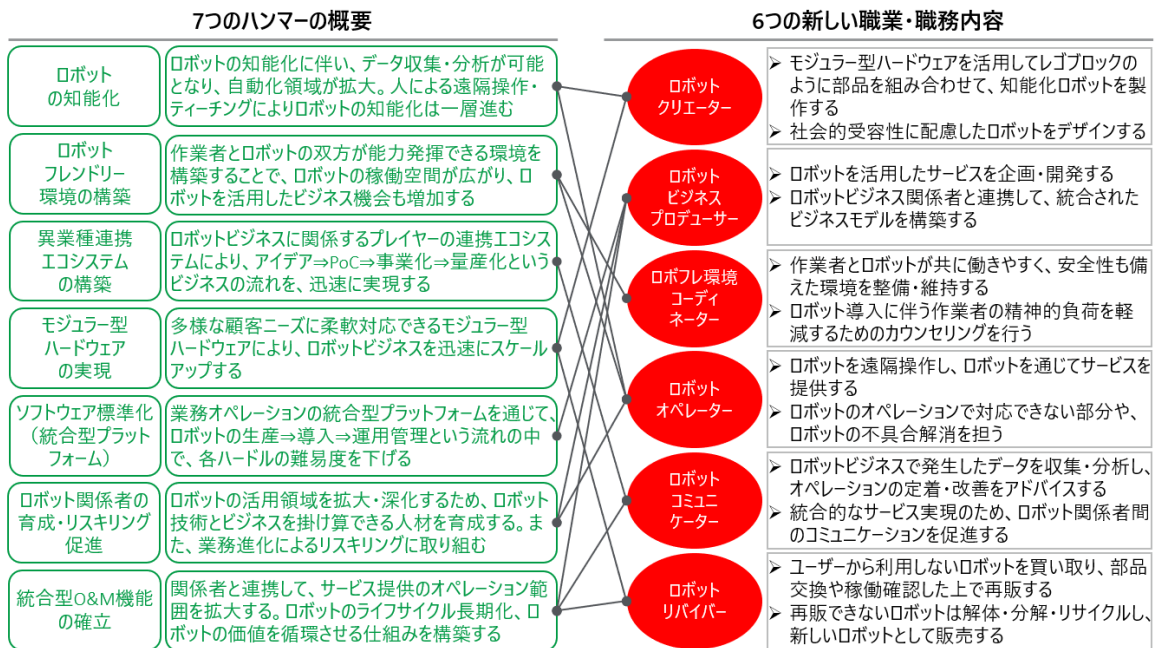 7つのハンマーの概要
ロボット
の知能化
ロボットの知能化に伴い、データ収集・分析が可能
となり、自動化領域が拡大。人による遠隔操作・
ティーチングによりロボットの知能化は一層進む
ロボット
フレンドリー
環境の構築
作業者とロボットの双方が能力発揮できる環境を
構築することで、ロボットの稼働空間が広がり、ロ
ボットを活用したビジネス機会も増加する
異業種連携
エコシステム
の構築
ロボットビジネスに関係するプレイヤーの連携エコシス
テムにより、アイデア⇒PoC⇒事業化⇒量産化という
ビジネスの流れを、迅速に実現する
モジュラー型
ハードウェア
の実現
多様な顧客ニーズに柔軟対応できるモジュラー型
ハードウェアにより、ロボットビジネスを迅速にスケール
アップする
ソフトウェア標準化
（統合型プラット
フォーム）
業務オペレーションの統合型プラットフォームを通じて、
ロボットの生産⇒導入⇒運用管理という流れの中
で、各ハードルの難易度を下げる
ロボット関係者の
育成・リスキリング
促進
ロボットの活用領域を拡大・深化するため、ロボット
技術とビジネスを掛け算できる人材を育成する。ま
た、業務進化によるリスキリングに取り組む
統合型O&M機能
の確立
関係者と連携して、サービス提供のオペレーション範
囲を拡大する。ロボットのライフサイクル長期化、ロ
ボットの価値を循環させる仕組みを構築する
6つの新しい職業・職務内容
ロボット
クリエーター
➤ モジュラー型ハードウェアを活用してレゴブロックの
ように部品を組み合わせて、知能化ロボットを製
作する
➤ 社会的受容性に配慮したロボットをデザインする
ロボット
ビジネス
プロデューサー
➤ ロボットを活用したサービスを企画・開発する
➤ ロボットビジネス関係者と連携して、統合された
ビジネスモデルを構築する
ロボフレ環境
コーディ
ネーター
➤ 作業者とロボットが共に働きやすく、安全性も備
えた環境を整備・維持する
➤ ロボット導入に伴う作業者の精神的負荷を軽
減するためのカウンセリングを行う
ロボット
オペレーター
➤ ロボットを遠隔操作し、ロボットを通じてサービスを
提供する
➤ ロボットのオペレーションで対応できない部分や、
ロボットの不具合解消を担う
ロボット
コミュニ
ケーター
➤ ロボットビジネスで発生したデータを収集・分析し、
オペレーションの定着・改善をアドバイスする
➤ 統合的なサービス実現のため、ロボット関係者間
のコミュニケーションを促進する
ロボット
リバイバー
➤ ユーザーから利用しないロボットを買い取り、部品
交換や稼働確認した上で再販する
➤ 再販できないロボットは解体・分解・リサイクルし、
新しいロボットとして販売する